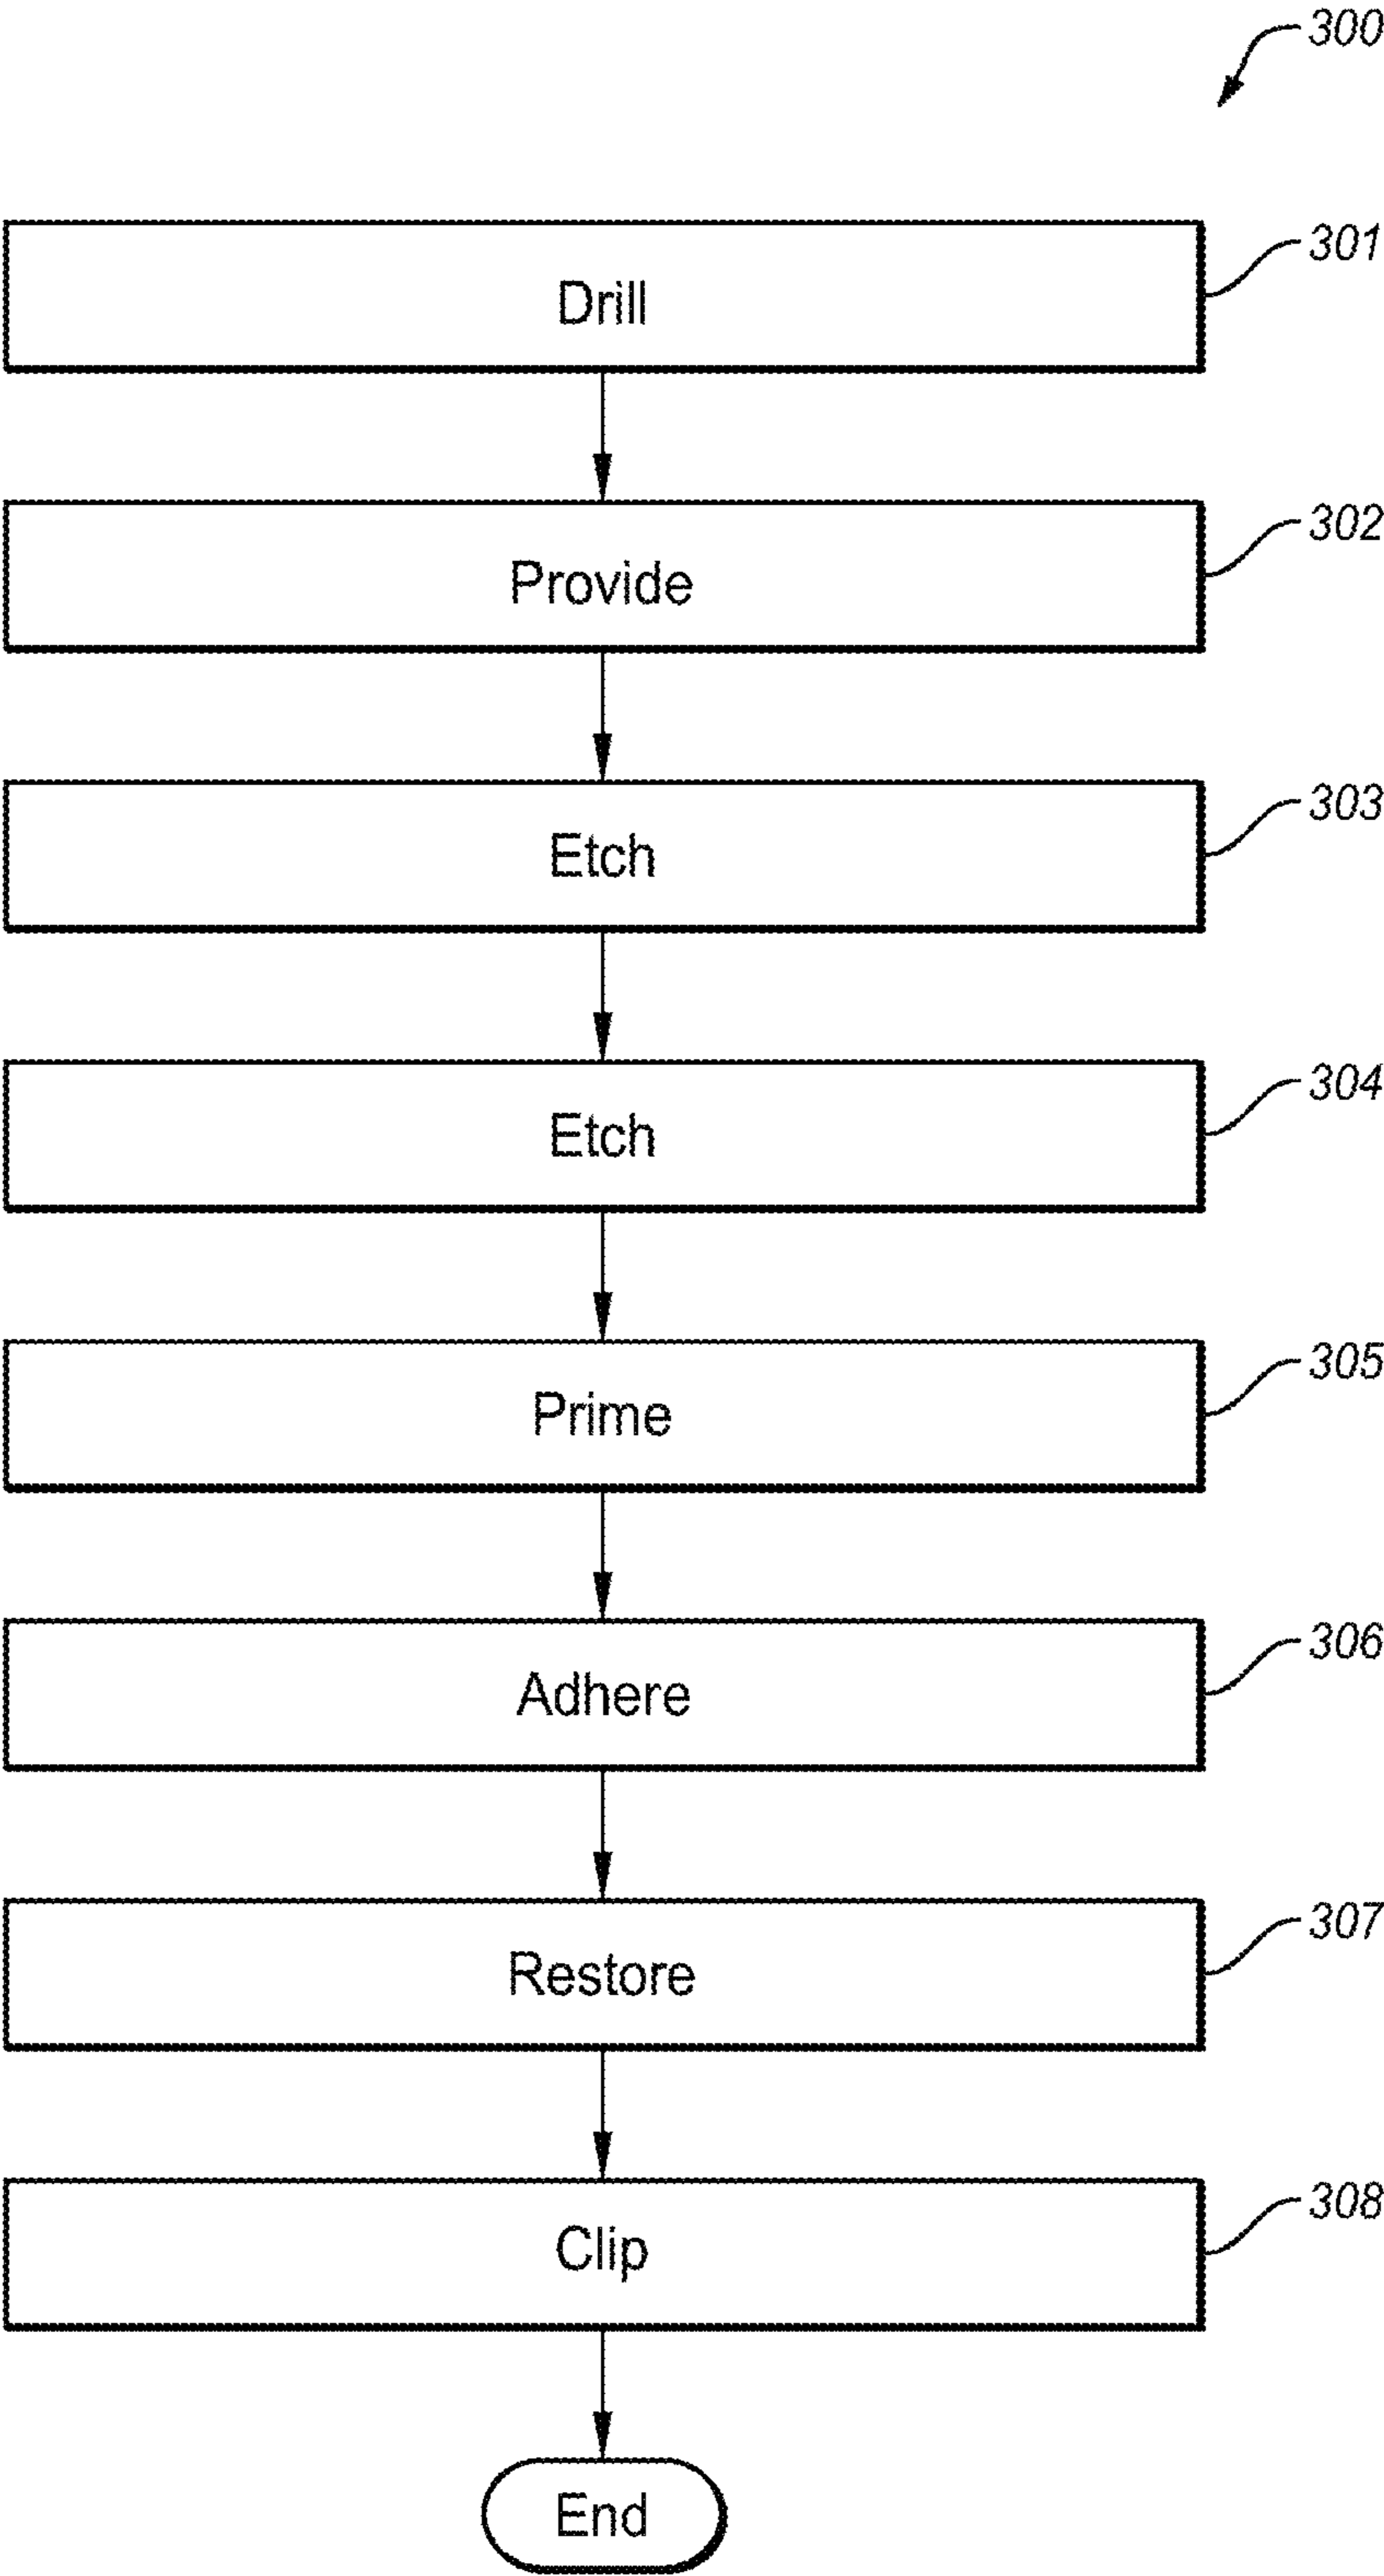 300
301
Drill
302
Provide
303
Etch
304
Etch
305
Prime
306
Adhere
307
Restore
308
Clip
End